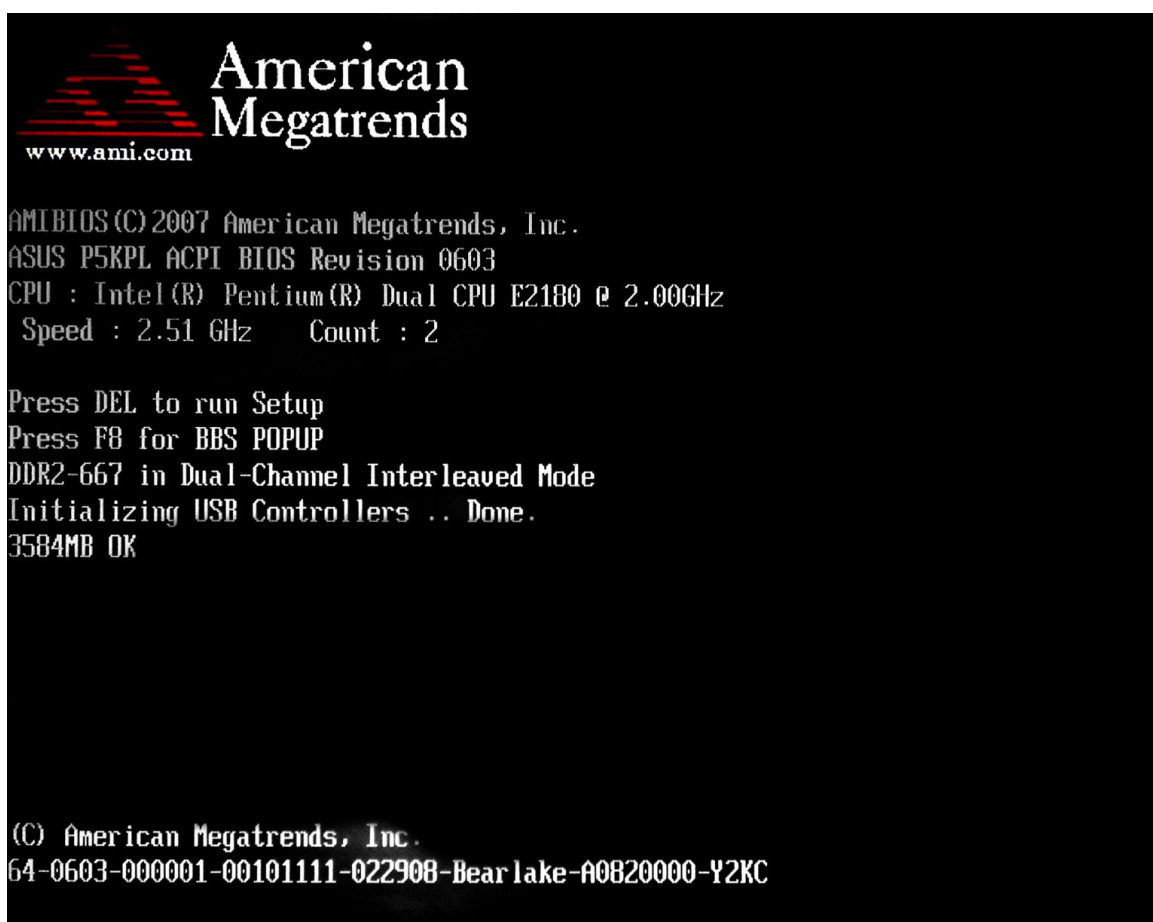 American
Megatrends
www.ami.com
AMIBIOS(C)2007 American Megatrends, Inc.
ASUS P5KPL ACPI BIOS Revision 0603
CPU : Intel(R) Pentium(R) Dual CPU E2180 @ 2.00GHz
Speed : 2.51 GHz    Count : 2
Press DEL to run Setup
Press F8 for BBS POPUP
DDR2-667 in Dual-Channel Interleaved Mode
Initializing USB Controllers .. Done.
3584MB OK
(C) American Megatrends, Inc.
64-0603-000001-00101111-022908-Bearlake-A0820000-Y2KC